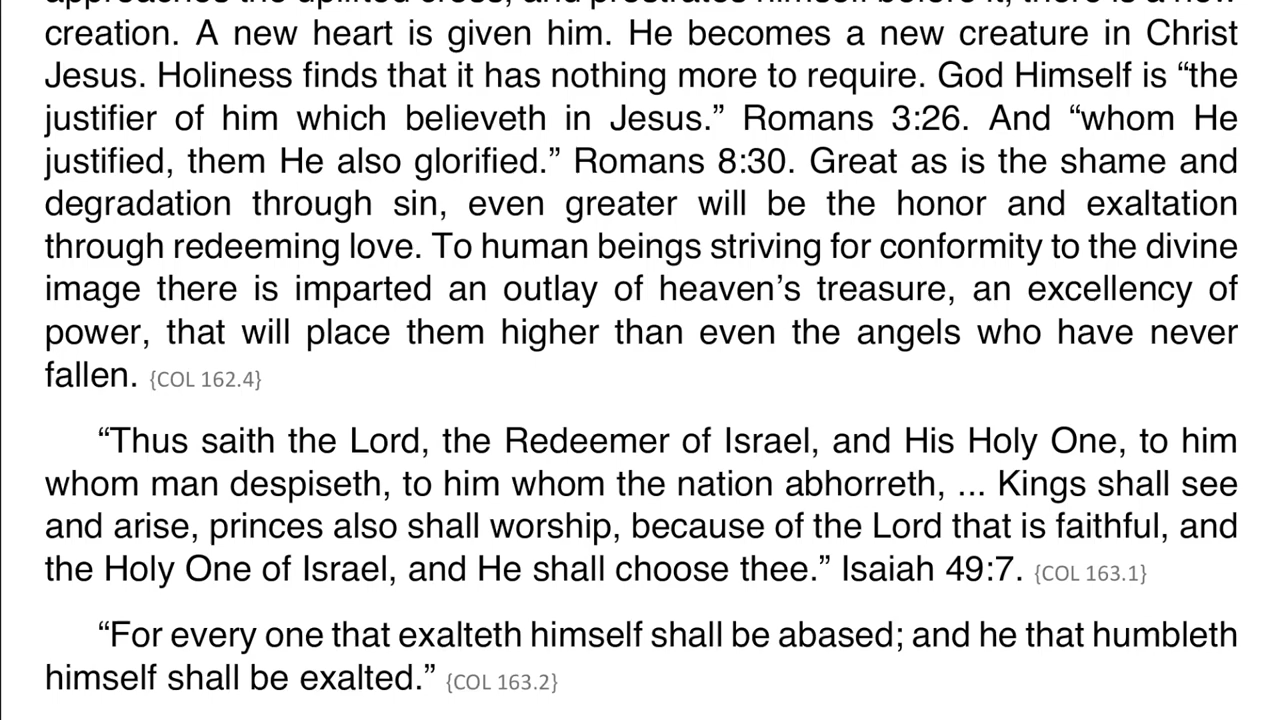 creation. A new heart is given him. He becomes a new creature in Christ
Jesus. Holiness finds that it has nothing more to require. God Himself is “the
justifier of him which believeth in Jesus.” Romans 3:26. And “whom He
justified, them He also glorified.” Romans 8:30. Great as is the shame and
degradation through sin, even greater will be the honor and exaltation
through redeeming love. To human beings striving for conformity to the divine
image there is imparted an outlay of heaven’s treasure, an excellency of
power, that will place them higher than even the angels who have never
fallen. {COL 162.4}
“Thus saith the Lord, the Redeemer of Israel, and His Holy One, to him
whom man despiseth, to him whom the nation abhorreth, ... Kings shall see
and arise, princes also shall worship, because of the Lord that is faithful, and
the Holy One of Israel, and He shall choose thee.” Isaiah 49:7. {COL 163.1}
“For every one that exalteth himself shall be abased; and he that humbleth
himself shall be exalted.” {COL 163.2}